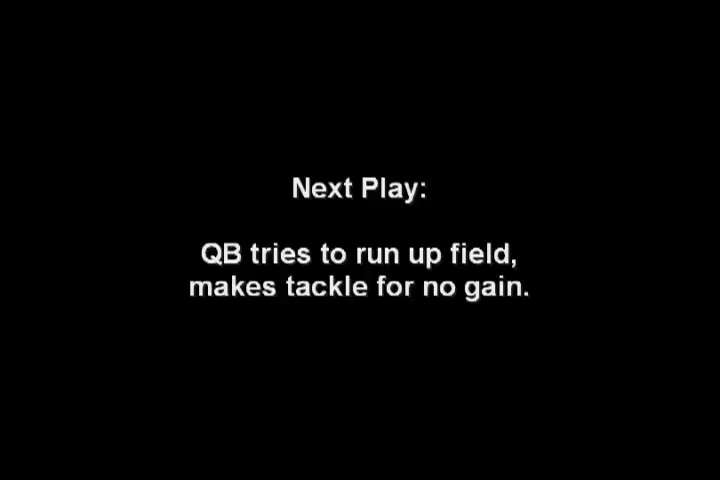 Next Play:
QB tries to run up field,
makes tackle for no gain.